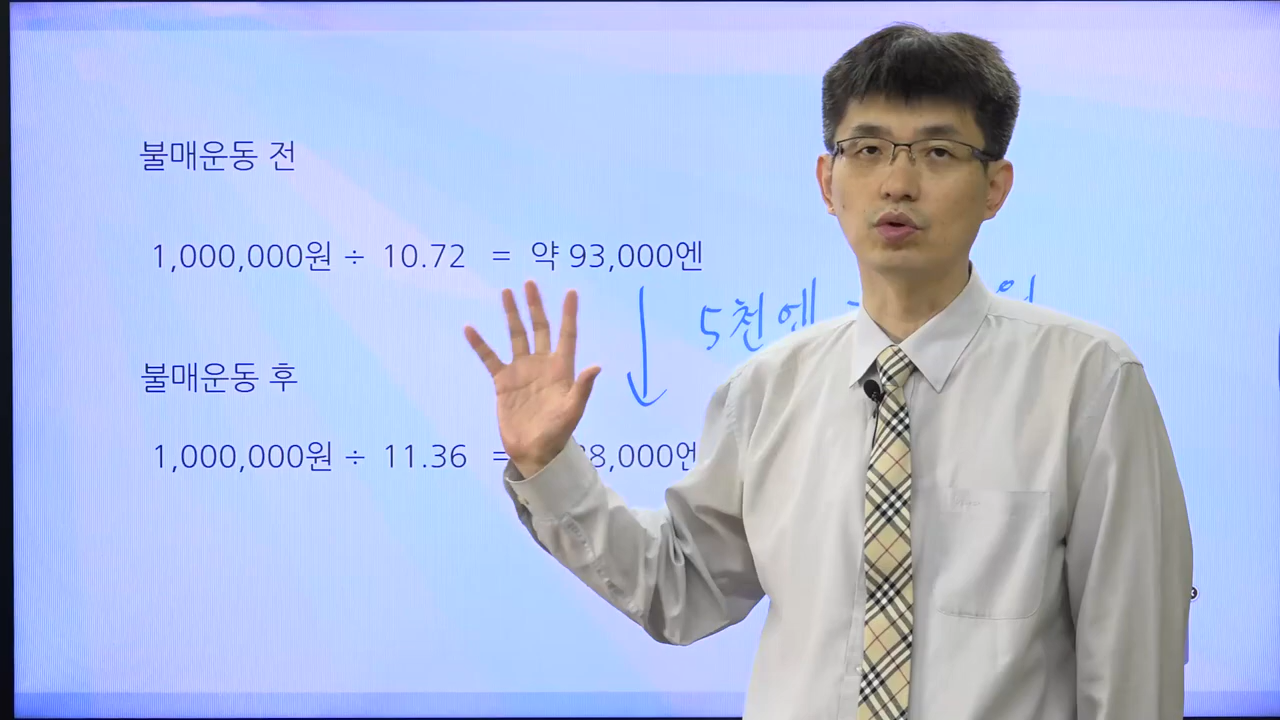 불매운동 전
1,000,000원 ÷ 10.72 = 약 93,000엔
5천엔
불매운동 후
1,000,000원 ÷ 11.36 = 8,000엔